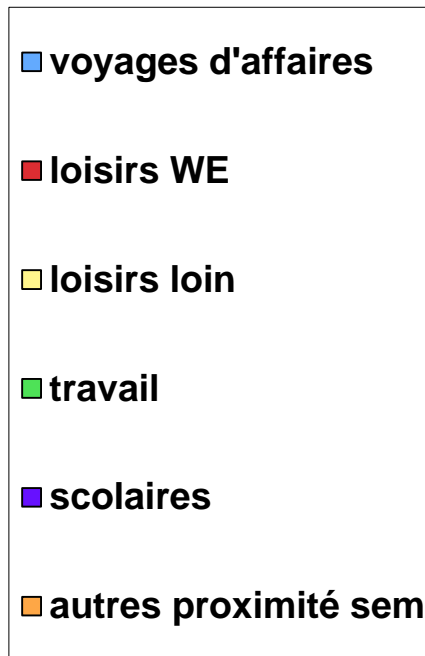 voyages d'affaires
loisirs WE
loisirs loin
travail
scolaires
autres proximité sem